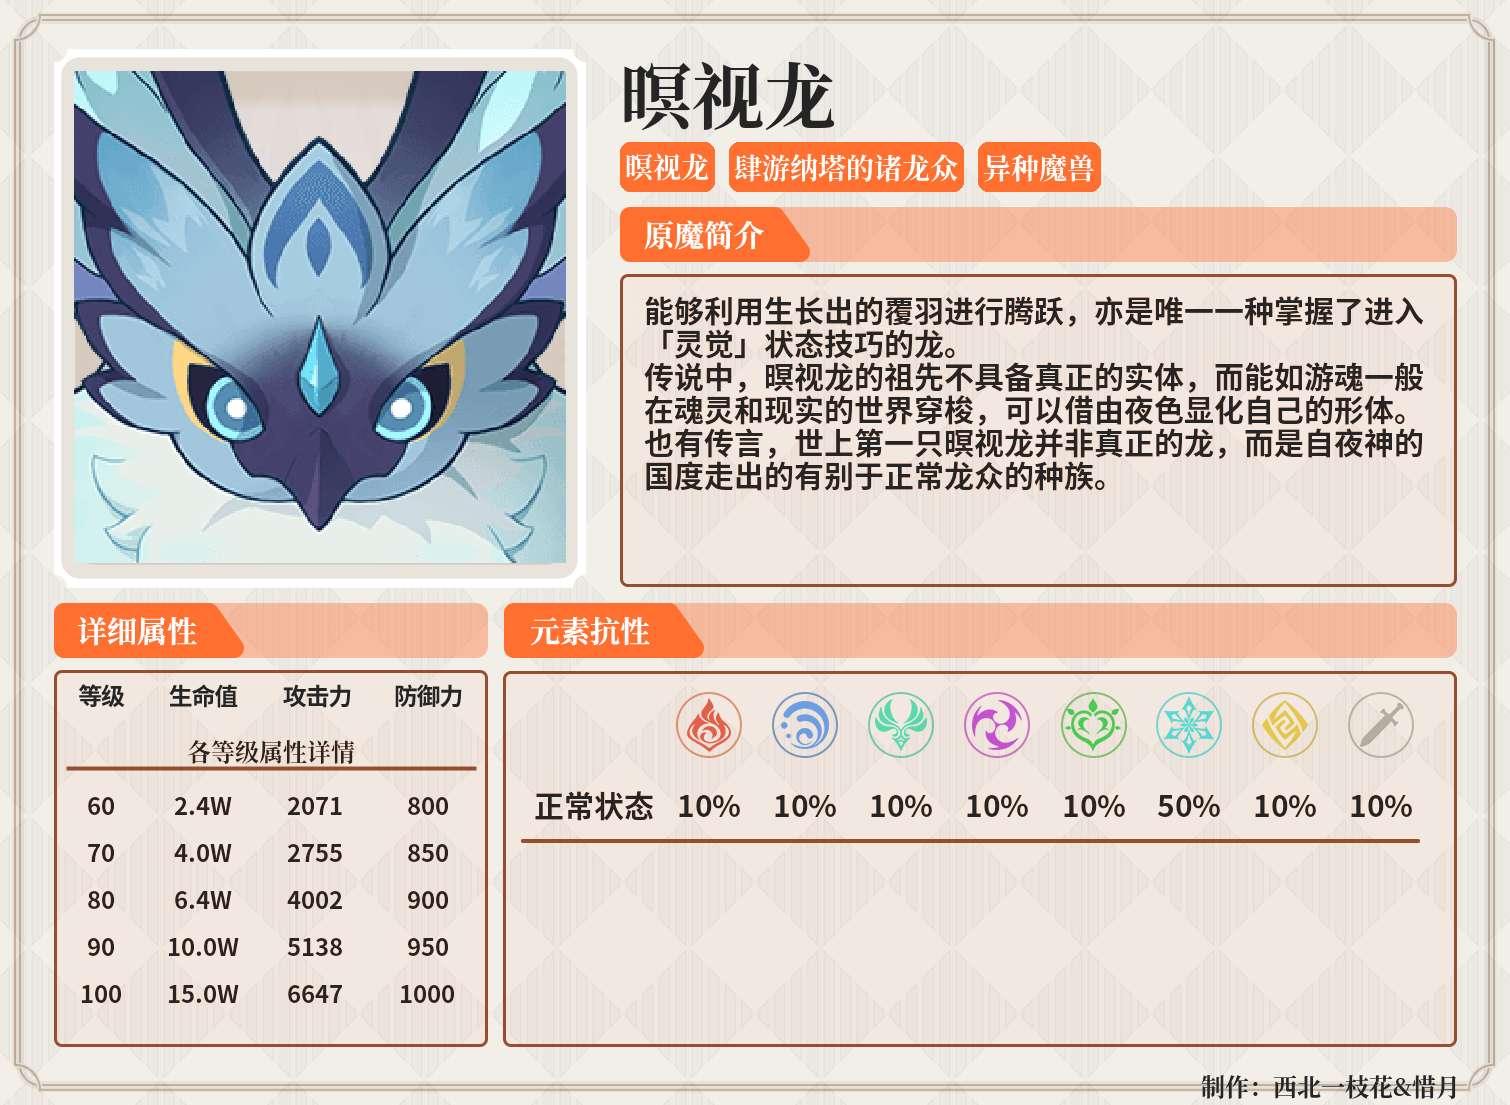 暝视龙
暝视龙 肆游纳塔的诸龙众 异种魔兽
原魔简介
能够利用生长出的覆羽进行腾跃，亦是唯一一种掌握了进入
「灵觉」状态技巧的龙。
传说中，暝视龙的祖先不具备真正的实体，而能如游魂一般
在魂灵和现实的世界穿梭，可以借由夜色显化自己的形体。
也有传言，世上第一只暝视龙并非真正的龙，而是自夜神的
国度走出的有别于正常龙众的种族。
详细属性
等级 生命值 攻击力 防御力
各等级属性详情
60 2.4W 2071 800
70 4.0W 2755 850
80 6.4W 4002 900
90 10.0W 5138 950
100 15.0W 6647 1000
元素抗性
正常状态 10% 10% 10% 10% 10% 50% 10% 10%
制作：西北一枝花&惜月